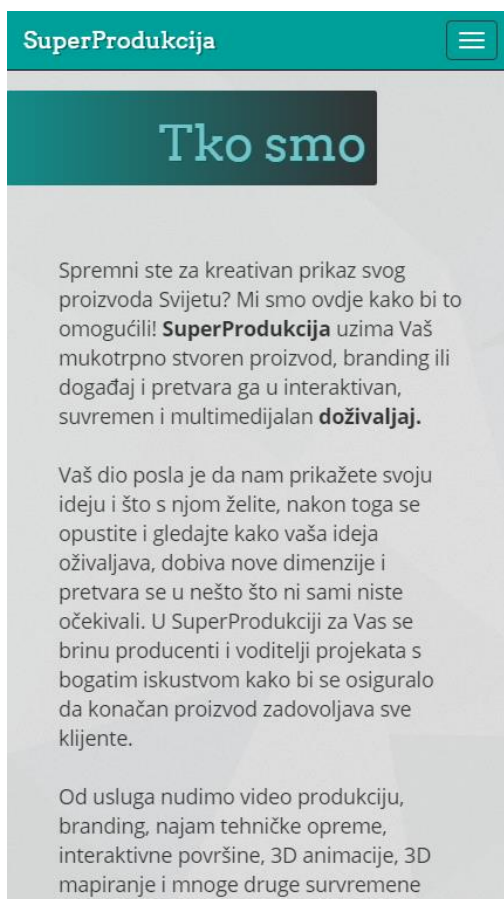 SuperProdukcija
Tko smo
Spremni ste za kreativan prikaz svog
proizvoda Svijetu? Mi smo ovdje kako bi to
omogućili! SuperProdukcija uzima Vaš
mukotrpno stvoren proizvod, branding ili
događaj i pretvara ga u interaktivan,
suvremen i multimedijalan doživaljaj.
Vaš dio posla je da nam prikažete svoju
ideju i što s njom želite, nakon toga se
opustite i gledajte kako vaša ideja
oživaljava, dobiva nove dimenzije i
pretvara se u nešto što ni sami niste
očekivali. U SuperProdukciji za Vas se
brinu producenti i voditelji projekata s
bogatim iskustvom kako bi se osiguralo
da konačan proizvod zadovoljava sve
klijente.
Od usluga nudimo video produkciju,
branding, najam tehničke opreme,
interaktivne površine, 3D animacije, 3D
mapiranje i mnoge druge survremene